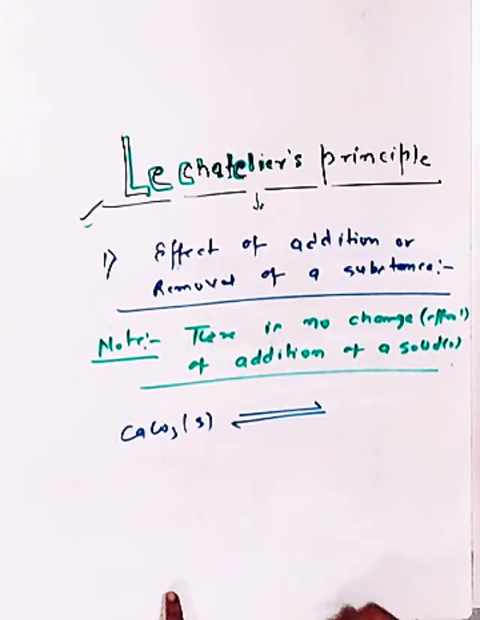 Le chatelier's principle
1) Effect of addition or
Removal of a substance:-
Note:- There is no change (effect)
of addition of a solid(s)
CaCO3(s) ⇌